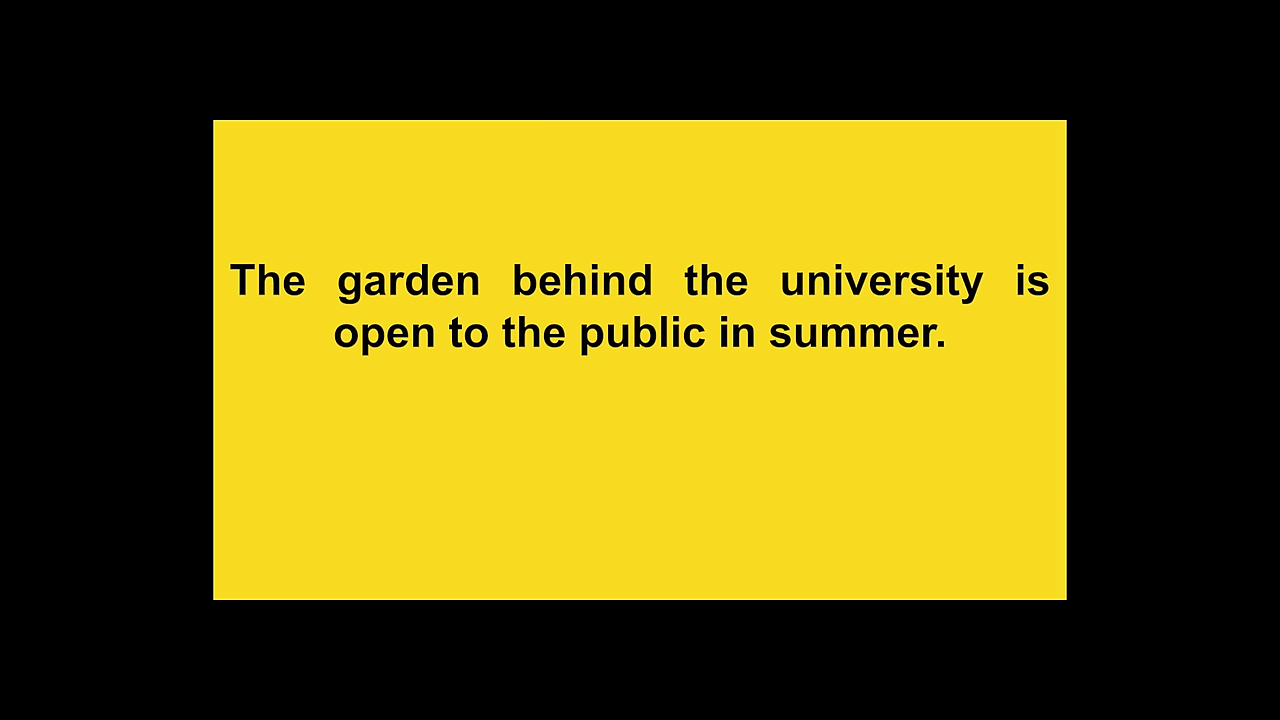 The garden behind the university is
open to the public in summer.